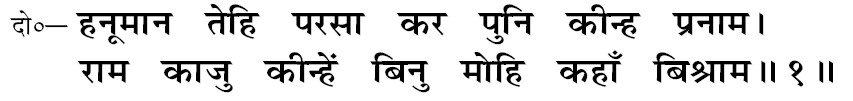 दो०— हनूमान तेहि परसा कर पुनि कीन्ह प्रनाम।
राम काजु कीन्हें बिनु मोहि कहाँ बिश्राम॥ १॥